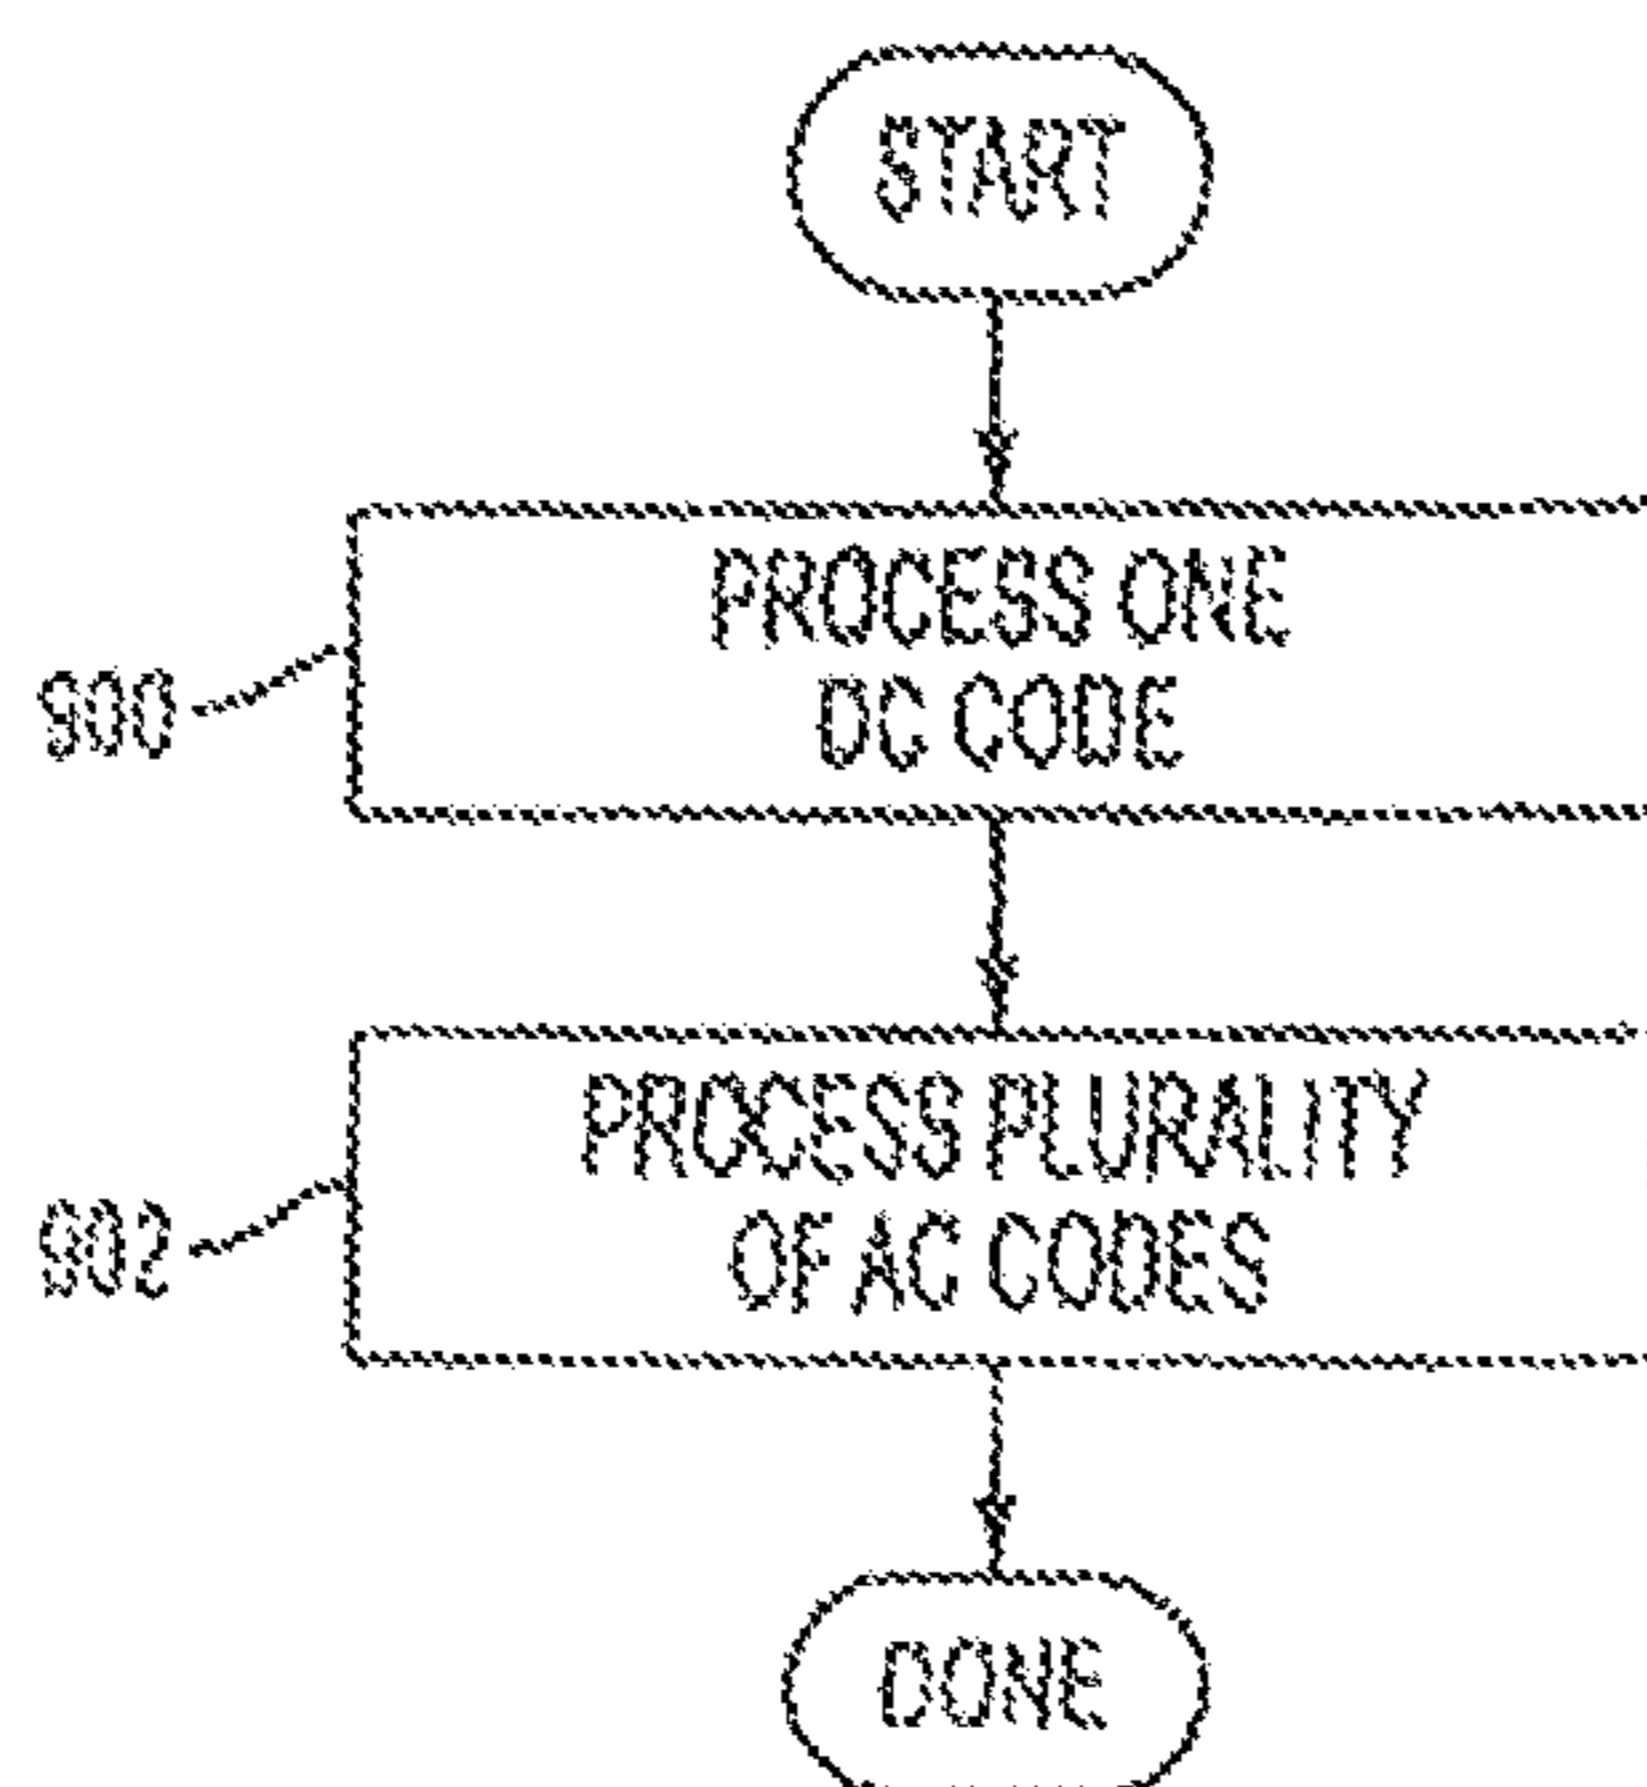 START
PROCESS ONE
DC CODE
900
PROCESS PLURALITY
OF AC CODES
902
DONE